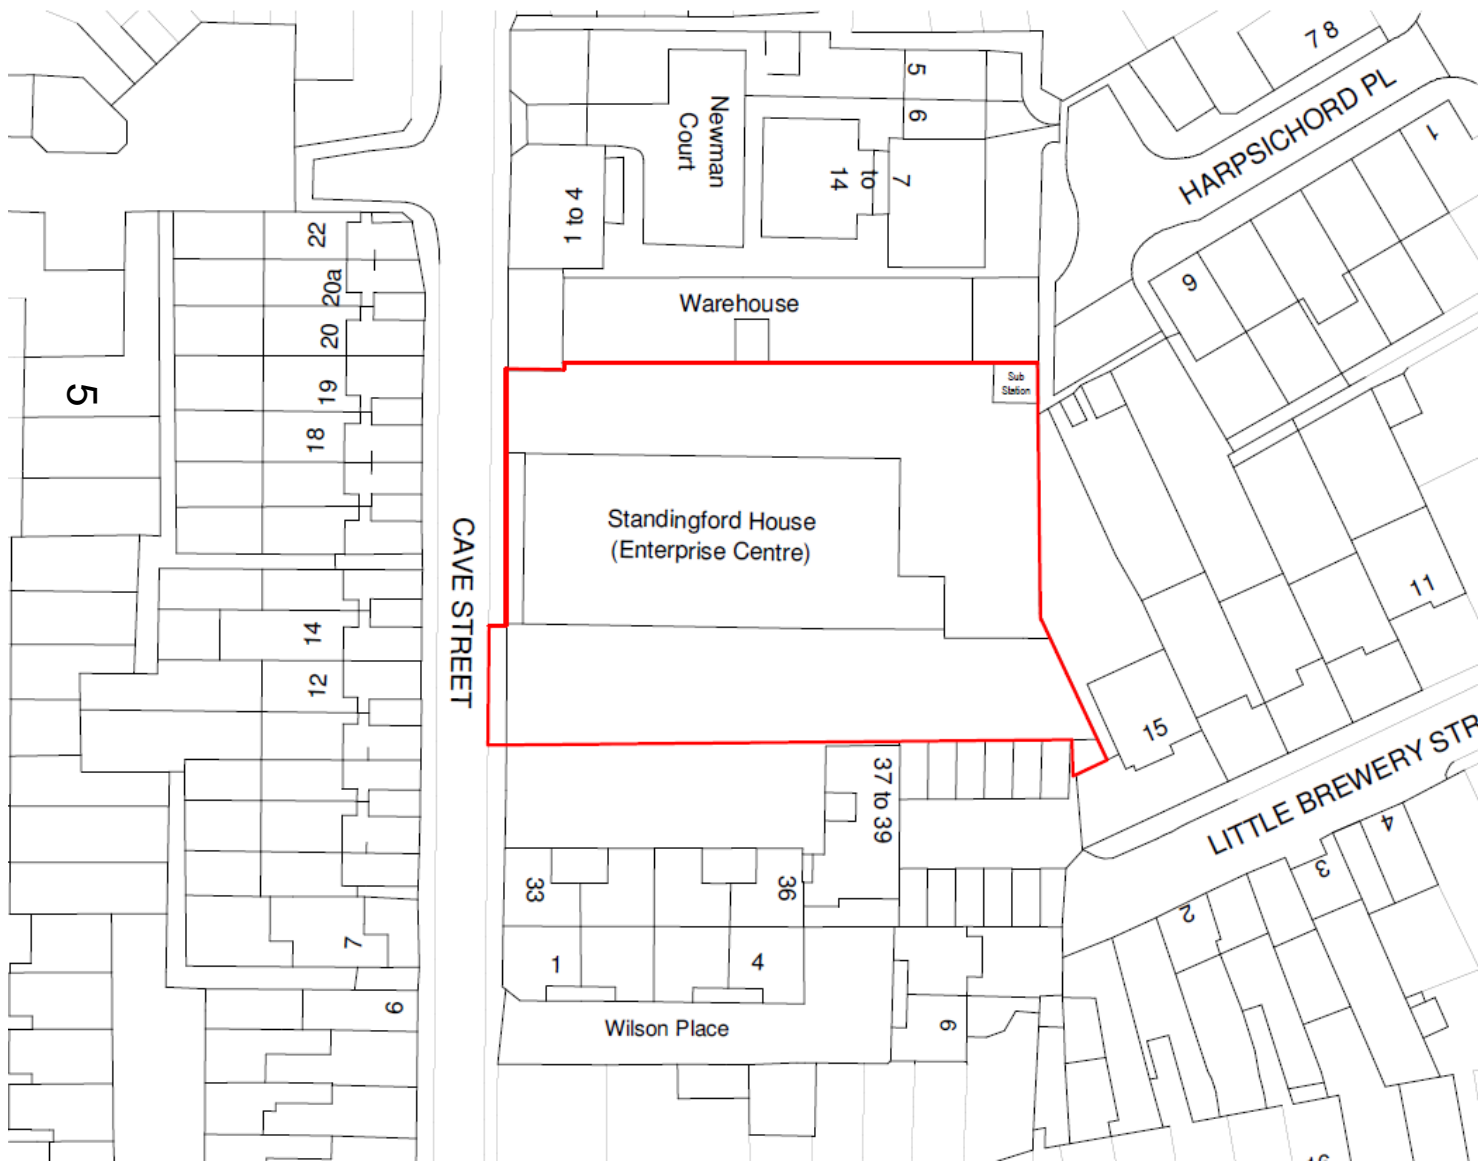 7 8
HARPSICHORD PL
1
5
6
Newman
Court
7
to
14
1 to 4
22
20a
20
19
18
5
Warehouse
9
Sub
Station
Standingford House
(Enterprise Centre)
CAVE STREET
11
14
12
15
LITTLE BREWERY STR
37 to 39
4
3
2
33
36
7
1
4
6
9
Wilson Place